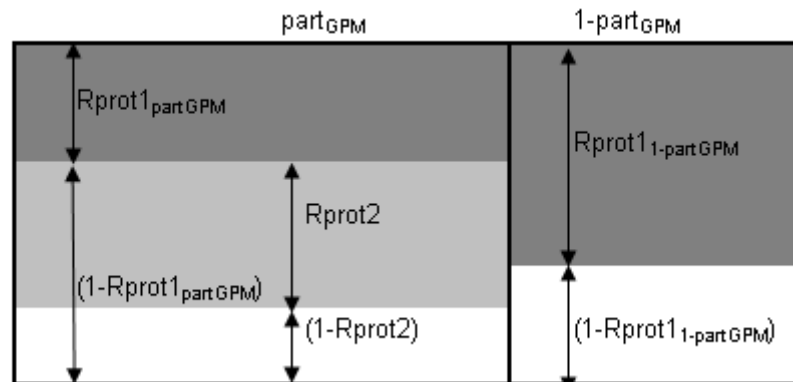 partGPM 1-partGPM
Rprot1partGPM
Rprot11-partGPM
Rprot2
(1-Rprot1partGPM)
(1-Rprot2) (1-Rprot11-partGPM)